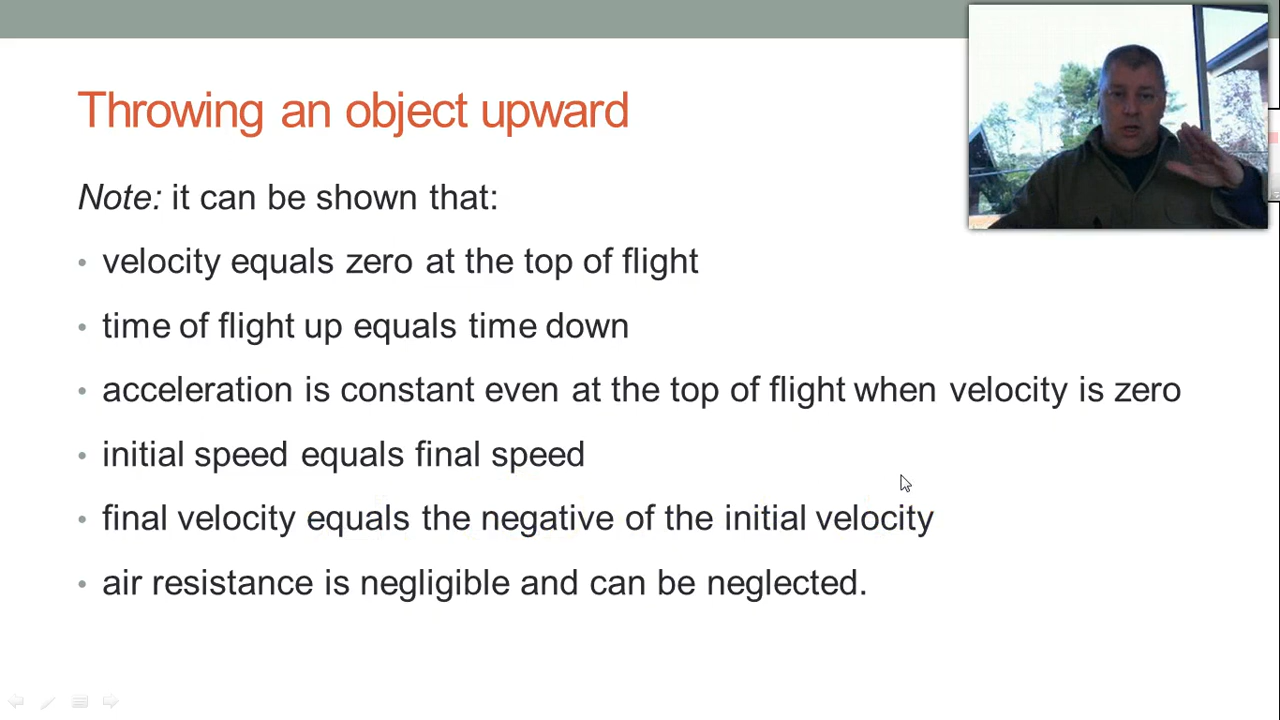 Throwing an object upward
Note: it can be shown that:
• velocity equals zero at the top of flight
• time of flight up equals time down
• acceleration is constant even at the top of flight when velocity is zero
• initial speed equals final speed
• final velocity equals the negative of the initial velocity
• air resistance is negligible and can be neglected.